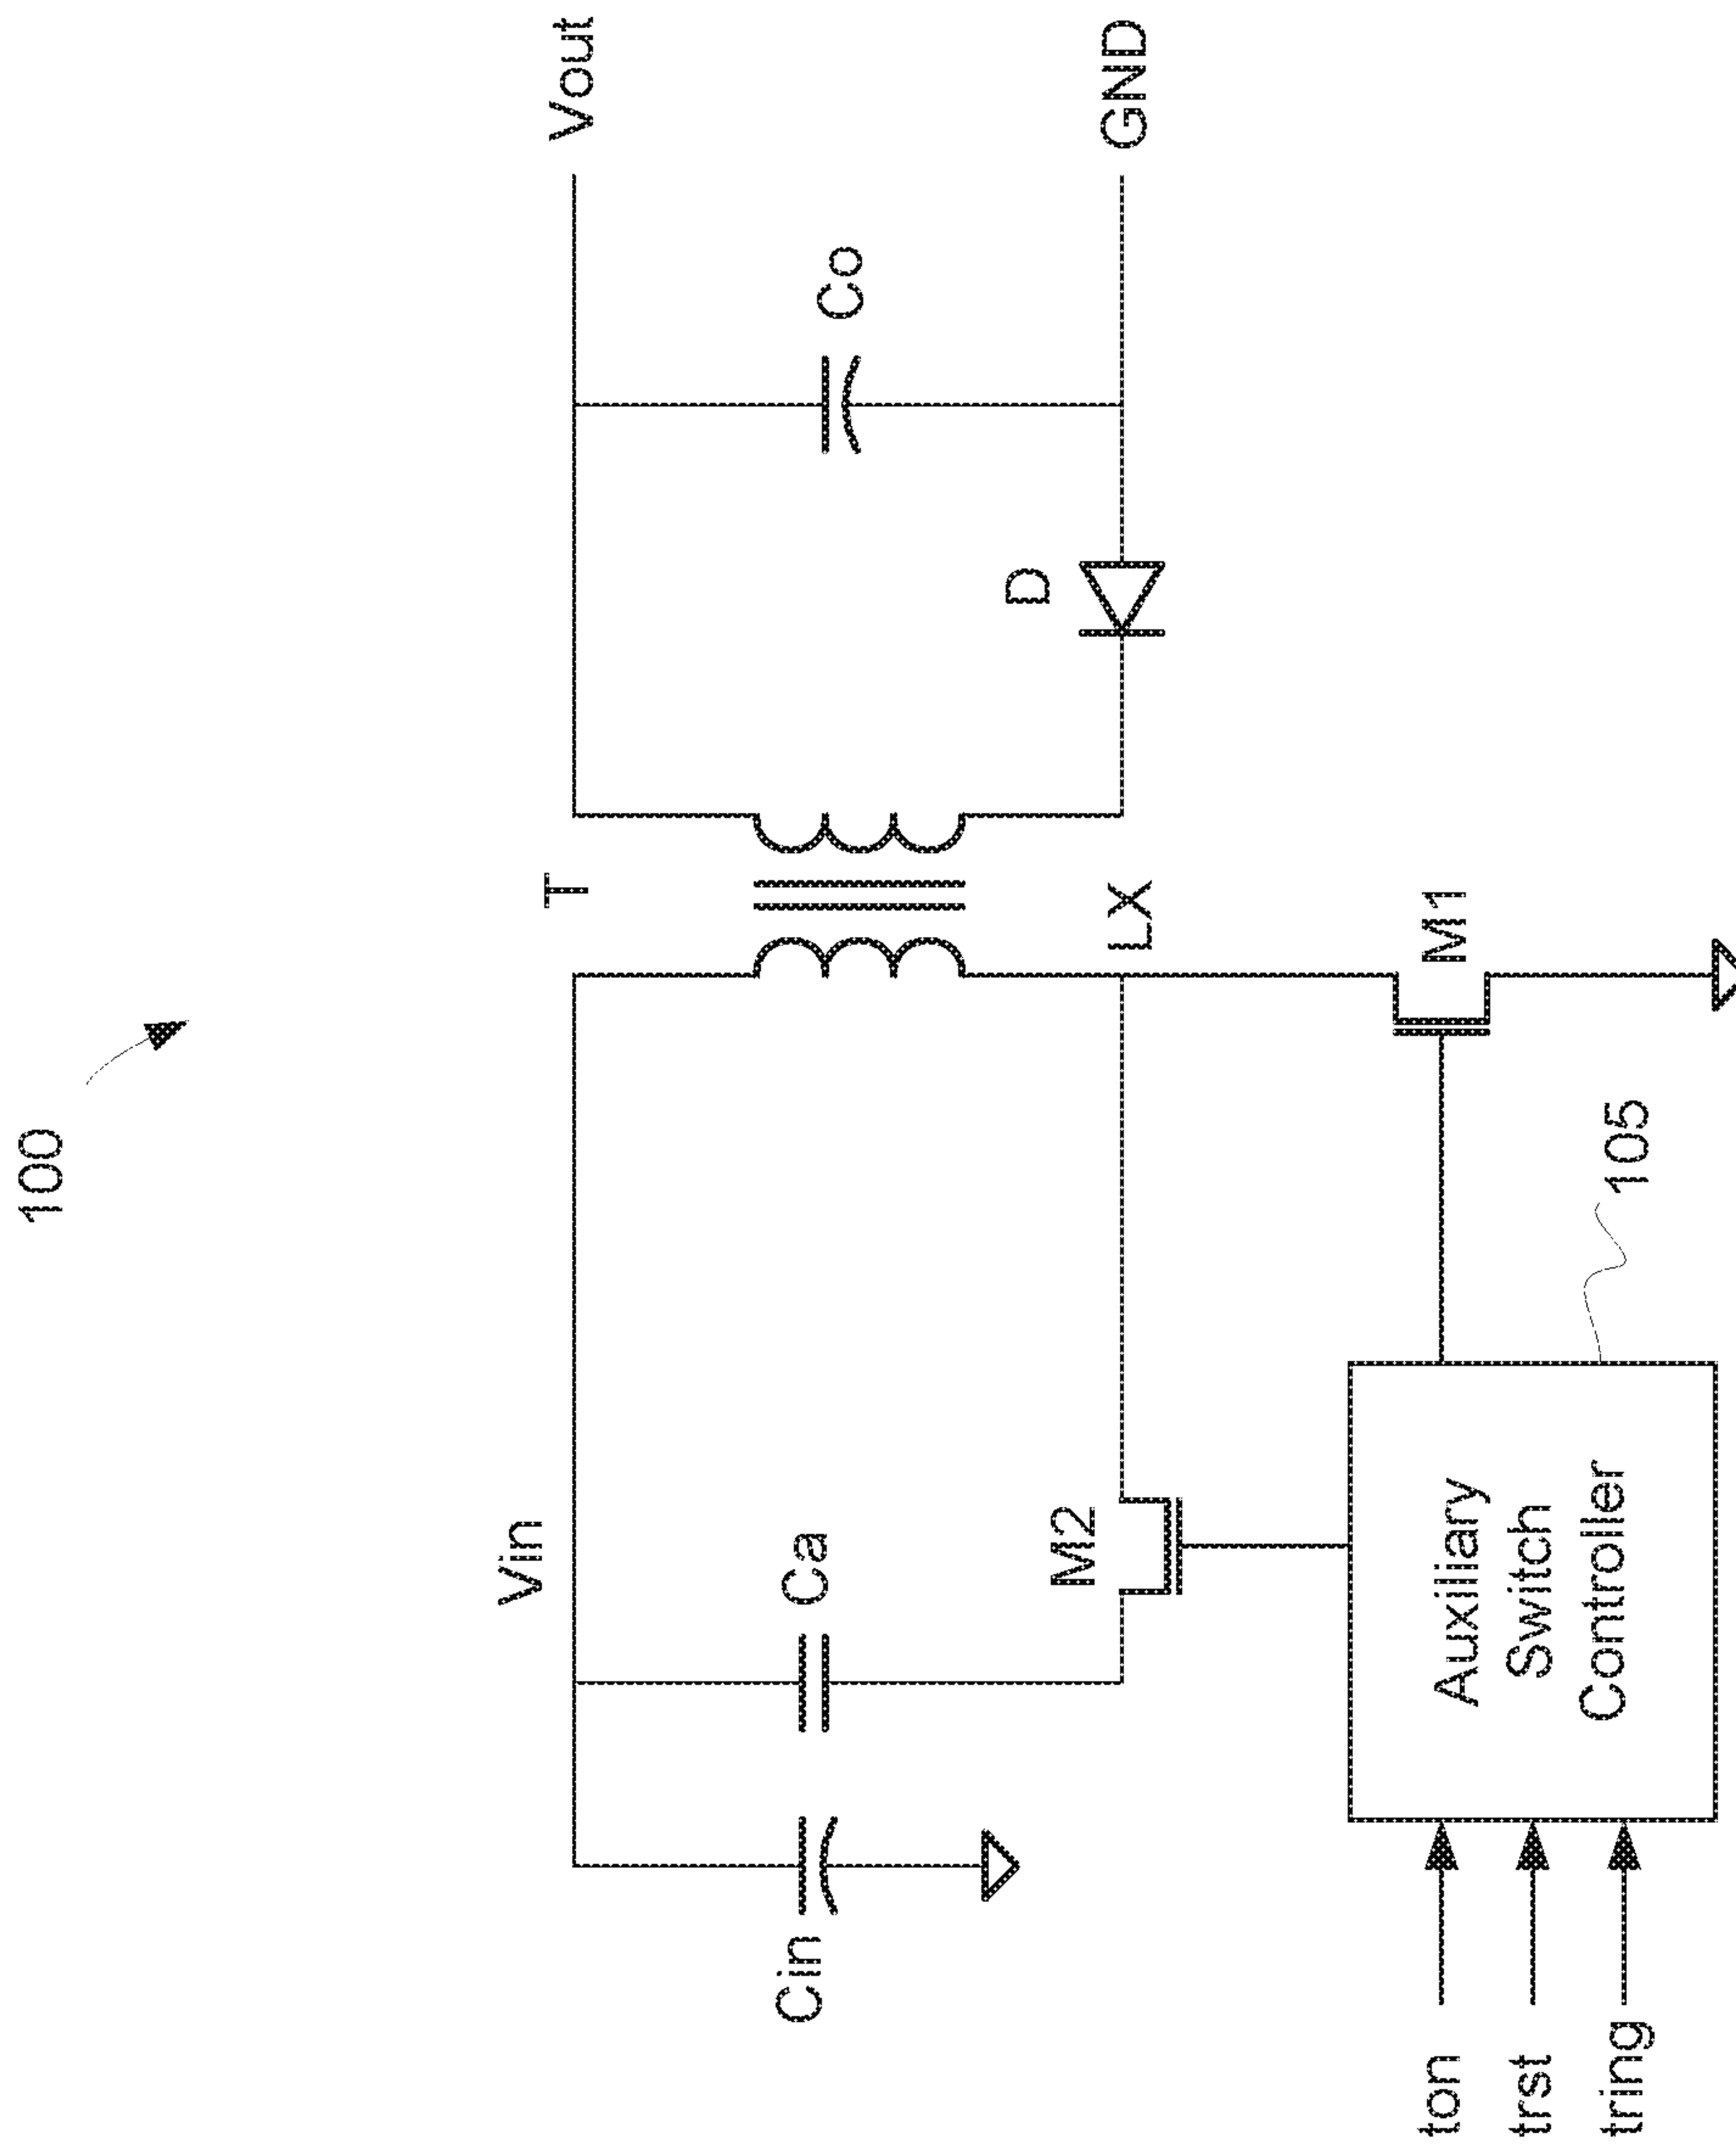 100
Vin
T
Vout
Cin
Ca
Co
M2
LX
D
GND
M1
ton
trst
tring
Auxiliary
Switch
Controller
105